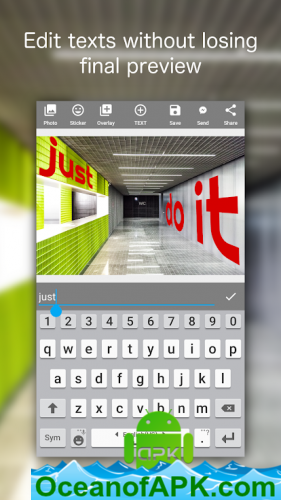 Edit texts without losing
final preview
Photo Sticker Overlay TEXT Save Send Share
just
do it
WC
just
1 2 3 4 5 6 7 8 9 0
q w e r t y u i o p
a s d f g h j k l
z x c v b n m
Sym
iAPKi
OceanofAPK.com